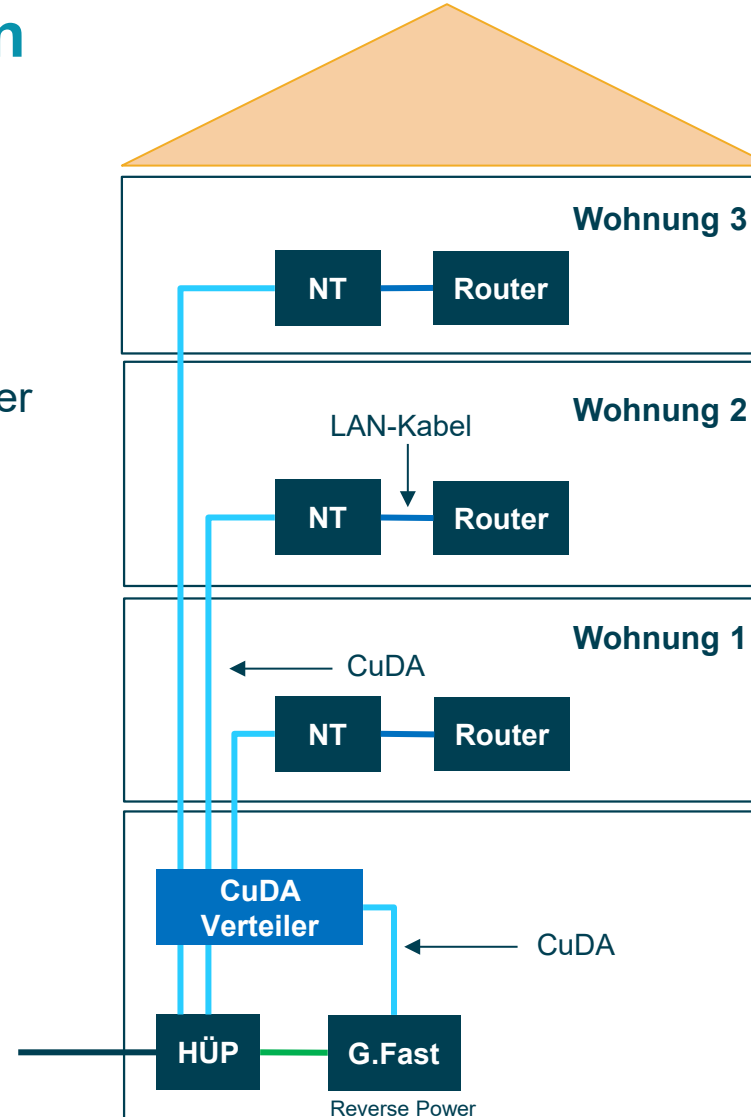 n
Wohnung 3
NT
Router
er
Wohnung 2
LAN-Kabel
NT
Router
Wohnung 1
CuDA
NT
Router
CuDA
Verteiler
CuDA
HÜP
G.Fast
Reverse Power